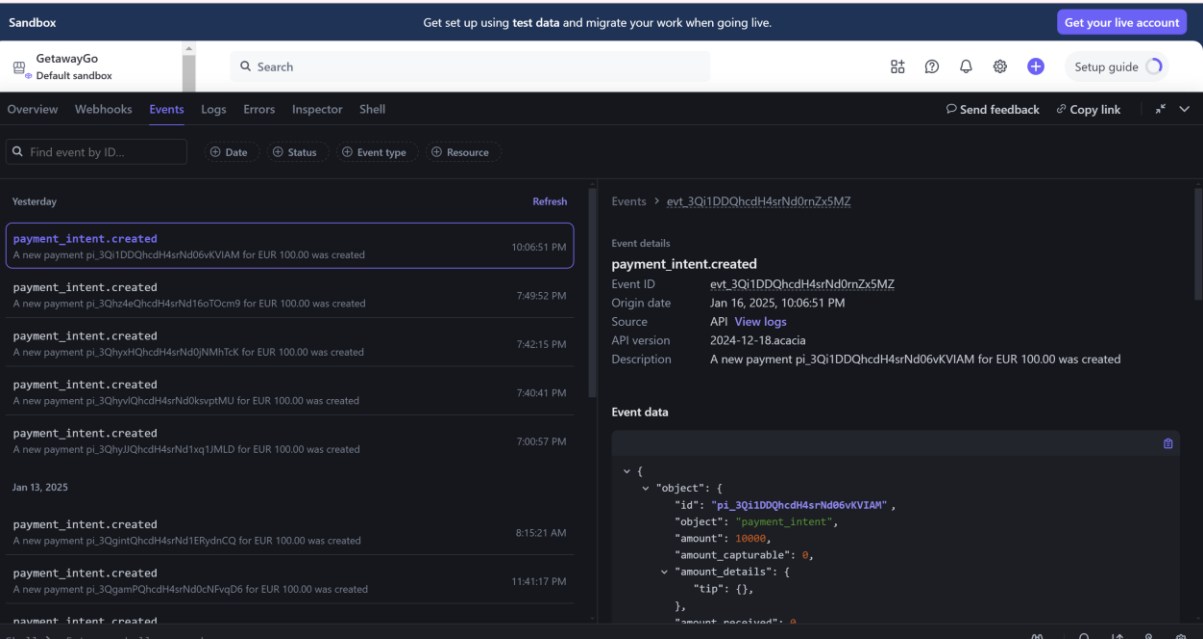 Sandbox
Get set up using test data and migrate your work when going live.
Get your live account
GetawayGo
Default sandbox
Search
Setup guide
Overview Webhooks Events Logs Errors Inspector Shell
Send feedback Copy link
Find event by ID...
Date Status Event type Resource
Yesterday
Refresh
payment_intent.created
A new payment pi_3Qi1DDQhcdH4srNd06vKVIAM for EUR 100.00 was created
10:06:51 PM
payment_intent.created
A new payment pi_3Qhz4eQhcdH4srNd16oTOcm9 for EUR 100.00 was created
7:49:52 PM
payment_intent.created
A new payment pi_3QhyxHQhcdH4srNd0jNMhTcK for EUR 100.00 was created
7:42:15 PM
payment_intent.created
A new payment pi_3QhyvlQhcdH4srNd0ksvptMU for EUR 100.00 was created
7:40:41 PM
payment_intent.created
A new payment pi_3QhyJJQhcdH4srNd1xq1JMLD for EUR 100.00 was created
7:00:57 PM
Jan 13, 2025
payment_intent.created
A new payment pi_3QgintQhcdH4srNd1ERydnCQ for EUR 100.00 was created
8:15:21 AM
payment_intent.created
A new payment pi_3QgamPQhcdH4srNd0cNFvqD6 for EUR 100.00 was created
11:41:17 PM
payment_intent.created
Events > evt_3Qi1DDQhcdH4srNd0rnZx5MZ
Event details
payment_intent.created
Event ID evt_3Qi1DDQhcdH4srNd0rnZx5MZ
Origin date Jan 16, 2025, 10:06:51 PM
Source API View logs
API version 2024-12-18.acacia
Description A new payment pi_3Qi1DDQhcdH4srNd06vKVIAM for EUR 100.00 was created
Event data
{
"object": {
"id": "pi_3Qi1DDQhcdH4srNd06vKVIAM",
"object": "payment_intent",
"amount": 10000,
"amount_capturable": 0,
"amount_details": {
"tip": {},
},
"amount_received": 0